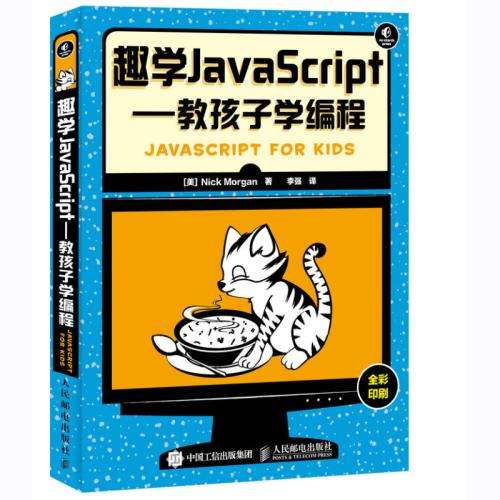 趣学JavaScript
—教孩子学编程
JAVASCRIPT FOR KIDS
[美] Nick Morgan 著 李强 译
全彩
印刷
中国工信出版集团
人民邮电出版社
POSTS & TELECOM PRESS
趣学JavaScript—教孩子学编程
JAVASCRIPT
FOR KIDS
人民邮电出版社